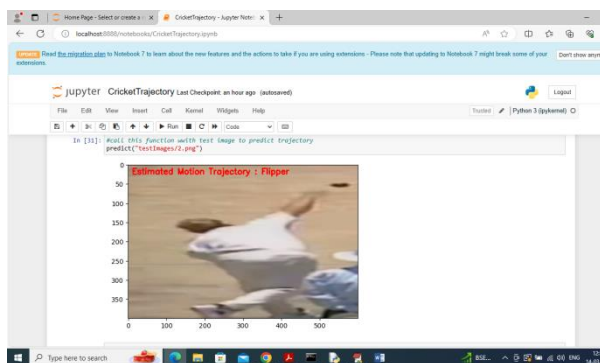 Home Page - Select or create a n
CricketTrajectory - Jupyter Note
localhost:8888/notebooks/CricketTrajectory.ipynb
UPDATE Read the migration plan to Notebook 7 to learn about the new features and the actions to take if you are using extensions - Please note that updating to Notebook 7 might break some of your extensions.
Don't show anym
jupyter CricketTrajectory Last Checkpoint: an hour ago (autosaved)
Logout
File Edit View Insert Cell Kernel Widgets Help
Trusted Python 3 (ipykernel)
Run Code
In [31]: #call this function with test image to predict trajectory
predict("testImages/2.png")
Estimated Motion Trajectory : Flipper
0
50
100
150
200
250
300
350
0 100 200 300 400 500
Type here to search
BSE... ENG